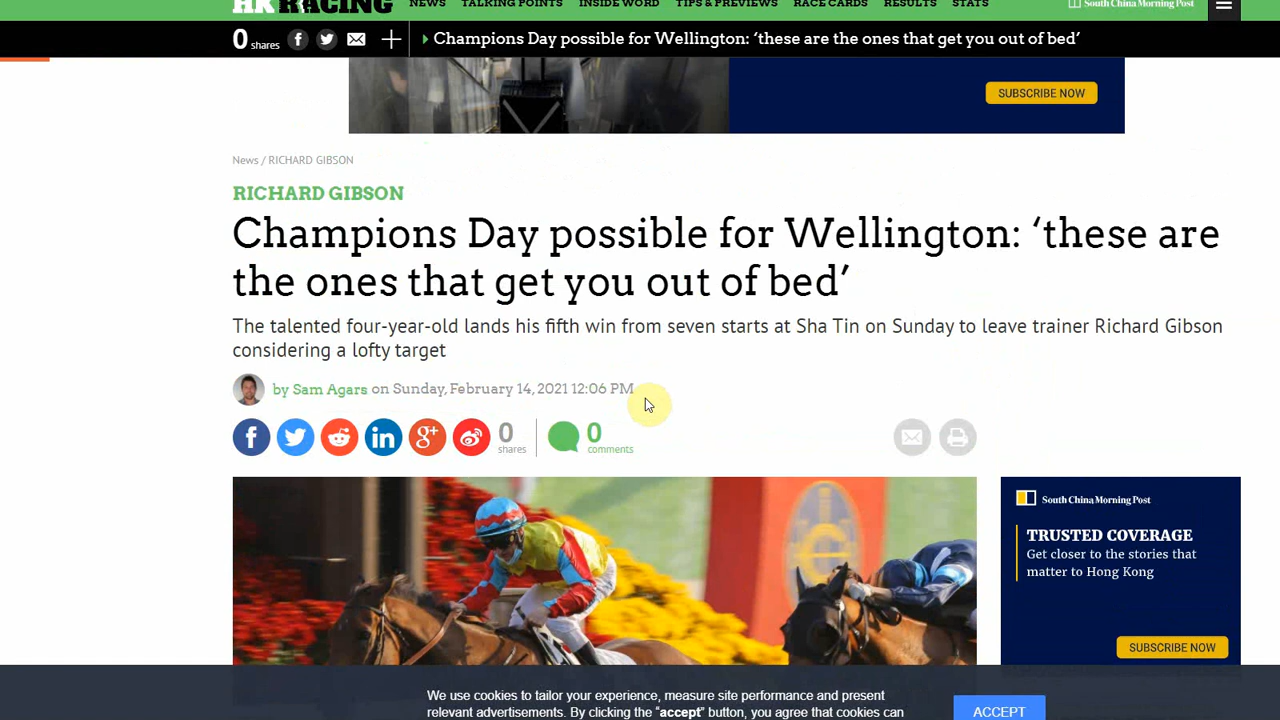 HK RACING
NEWS TALKING POINTS INSIDE WORD TIPS & PREVIEWS RACE CARDS RESULTS STATS South China Morning Post
0 shares Champions Day possible for Wellington: ‘these are the ones that get you out of bed’
SUBSCRIBE NOW
News / RICHARD GIBSON
RICHARD GIBSON
Champions Day possible for Wellington: ‘these are
the ones that get you out of bed’
The talented four-year-old lands his fifth win from seven starts at Sha Tin on Sunday to leave trainer Richard Gibson
considering a lofty target
by Sam Agars on Sunday, February 14, 2021 12:06 PM
0
shares
0
comments
South China Morning Post
TRUSTED COVERAGE
Get closer to the stories that
matter to Hong Kong
SUBSCRIBE NOW
We use cookies to tailor your experience, measure site performance and present
relevant advertisements. By clicking the “accept” button, you agree that cookies can
ACCEPT